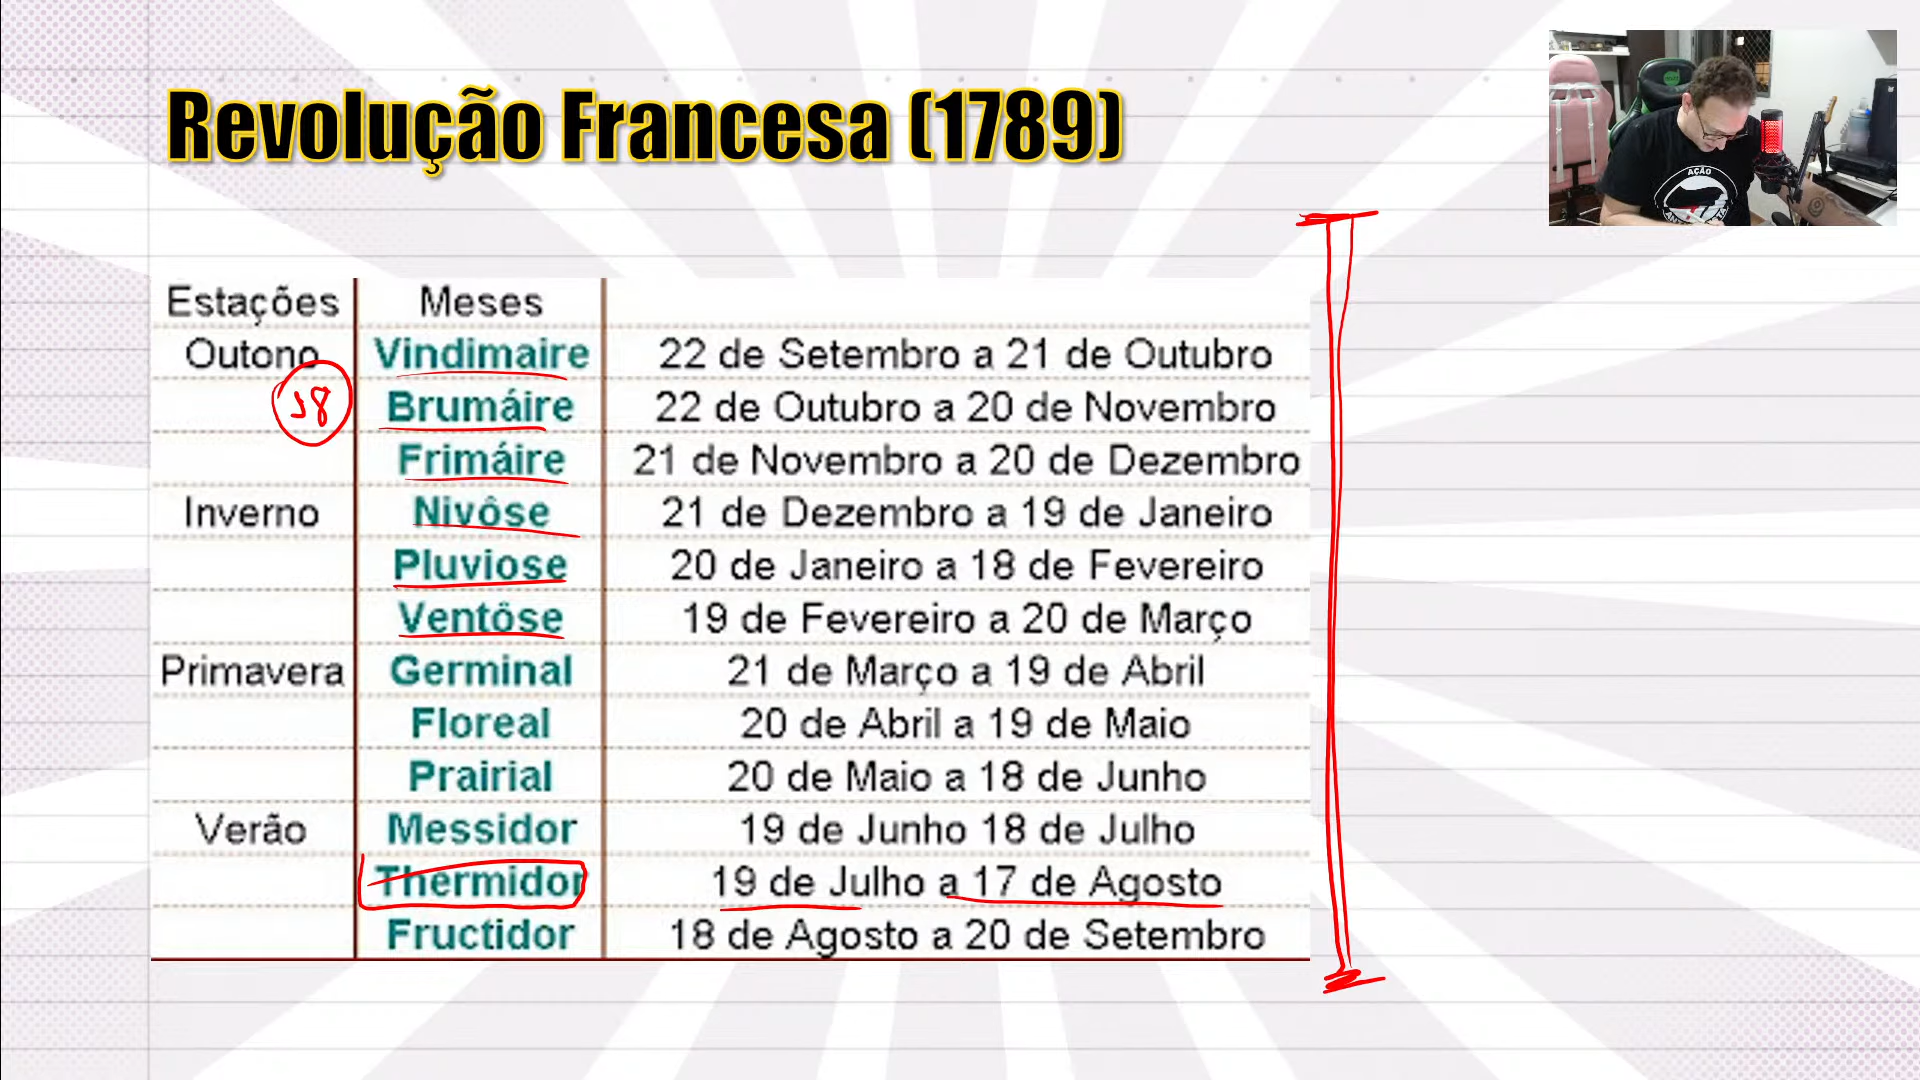 Revolução Francesa (1789)
AÇÃO
Estações Meses
Outono Vindimaire 22 de Setembro a 21 de Outubro
18 Brumáire 22 de Outubro a 20 de Novembro
Frimáire 21 de Novembro a 20 de Dezembro
Inverno Nivôse 21 de Dezembro a 19 de Janeiro
Pluviose 20 de Janeiro a 18 de Fevereiro
Ventôse 19 de Fevereiro a 20 de Março
Primavera Germinal 21 de Março a 19 de Abril
Floreal 20 de Abril a 19 de Maio
Prairial 20 de Maio a 18 de Junho
Verão Messidor 19 de Junho 18 de Julho
Thermidor 19 de Julho a 17 de Agosto
Fructidor 18 de Agosto a 20 de Setembro